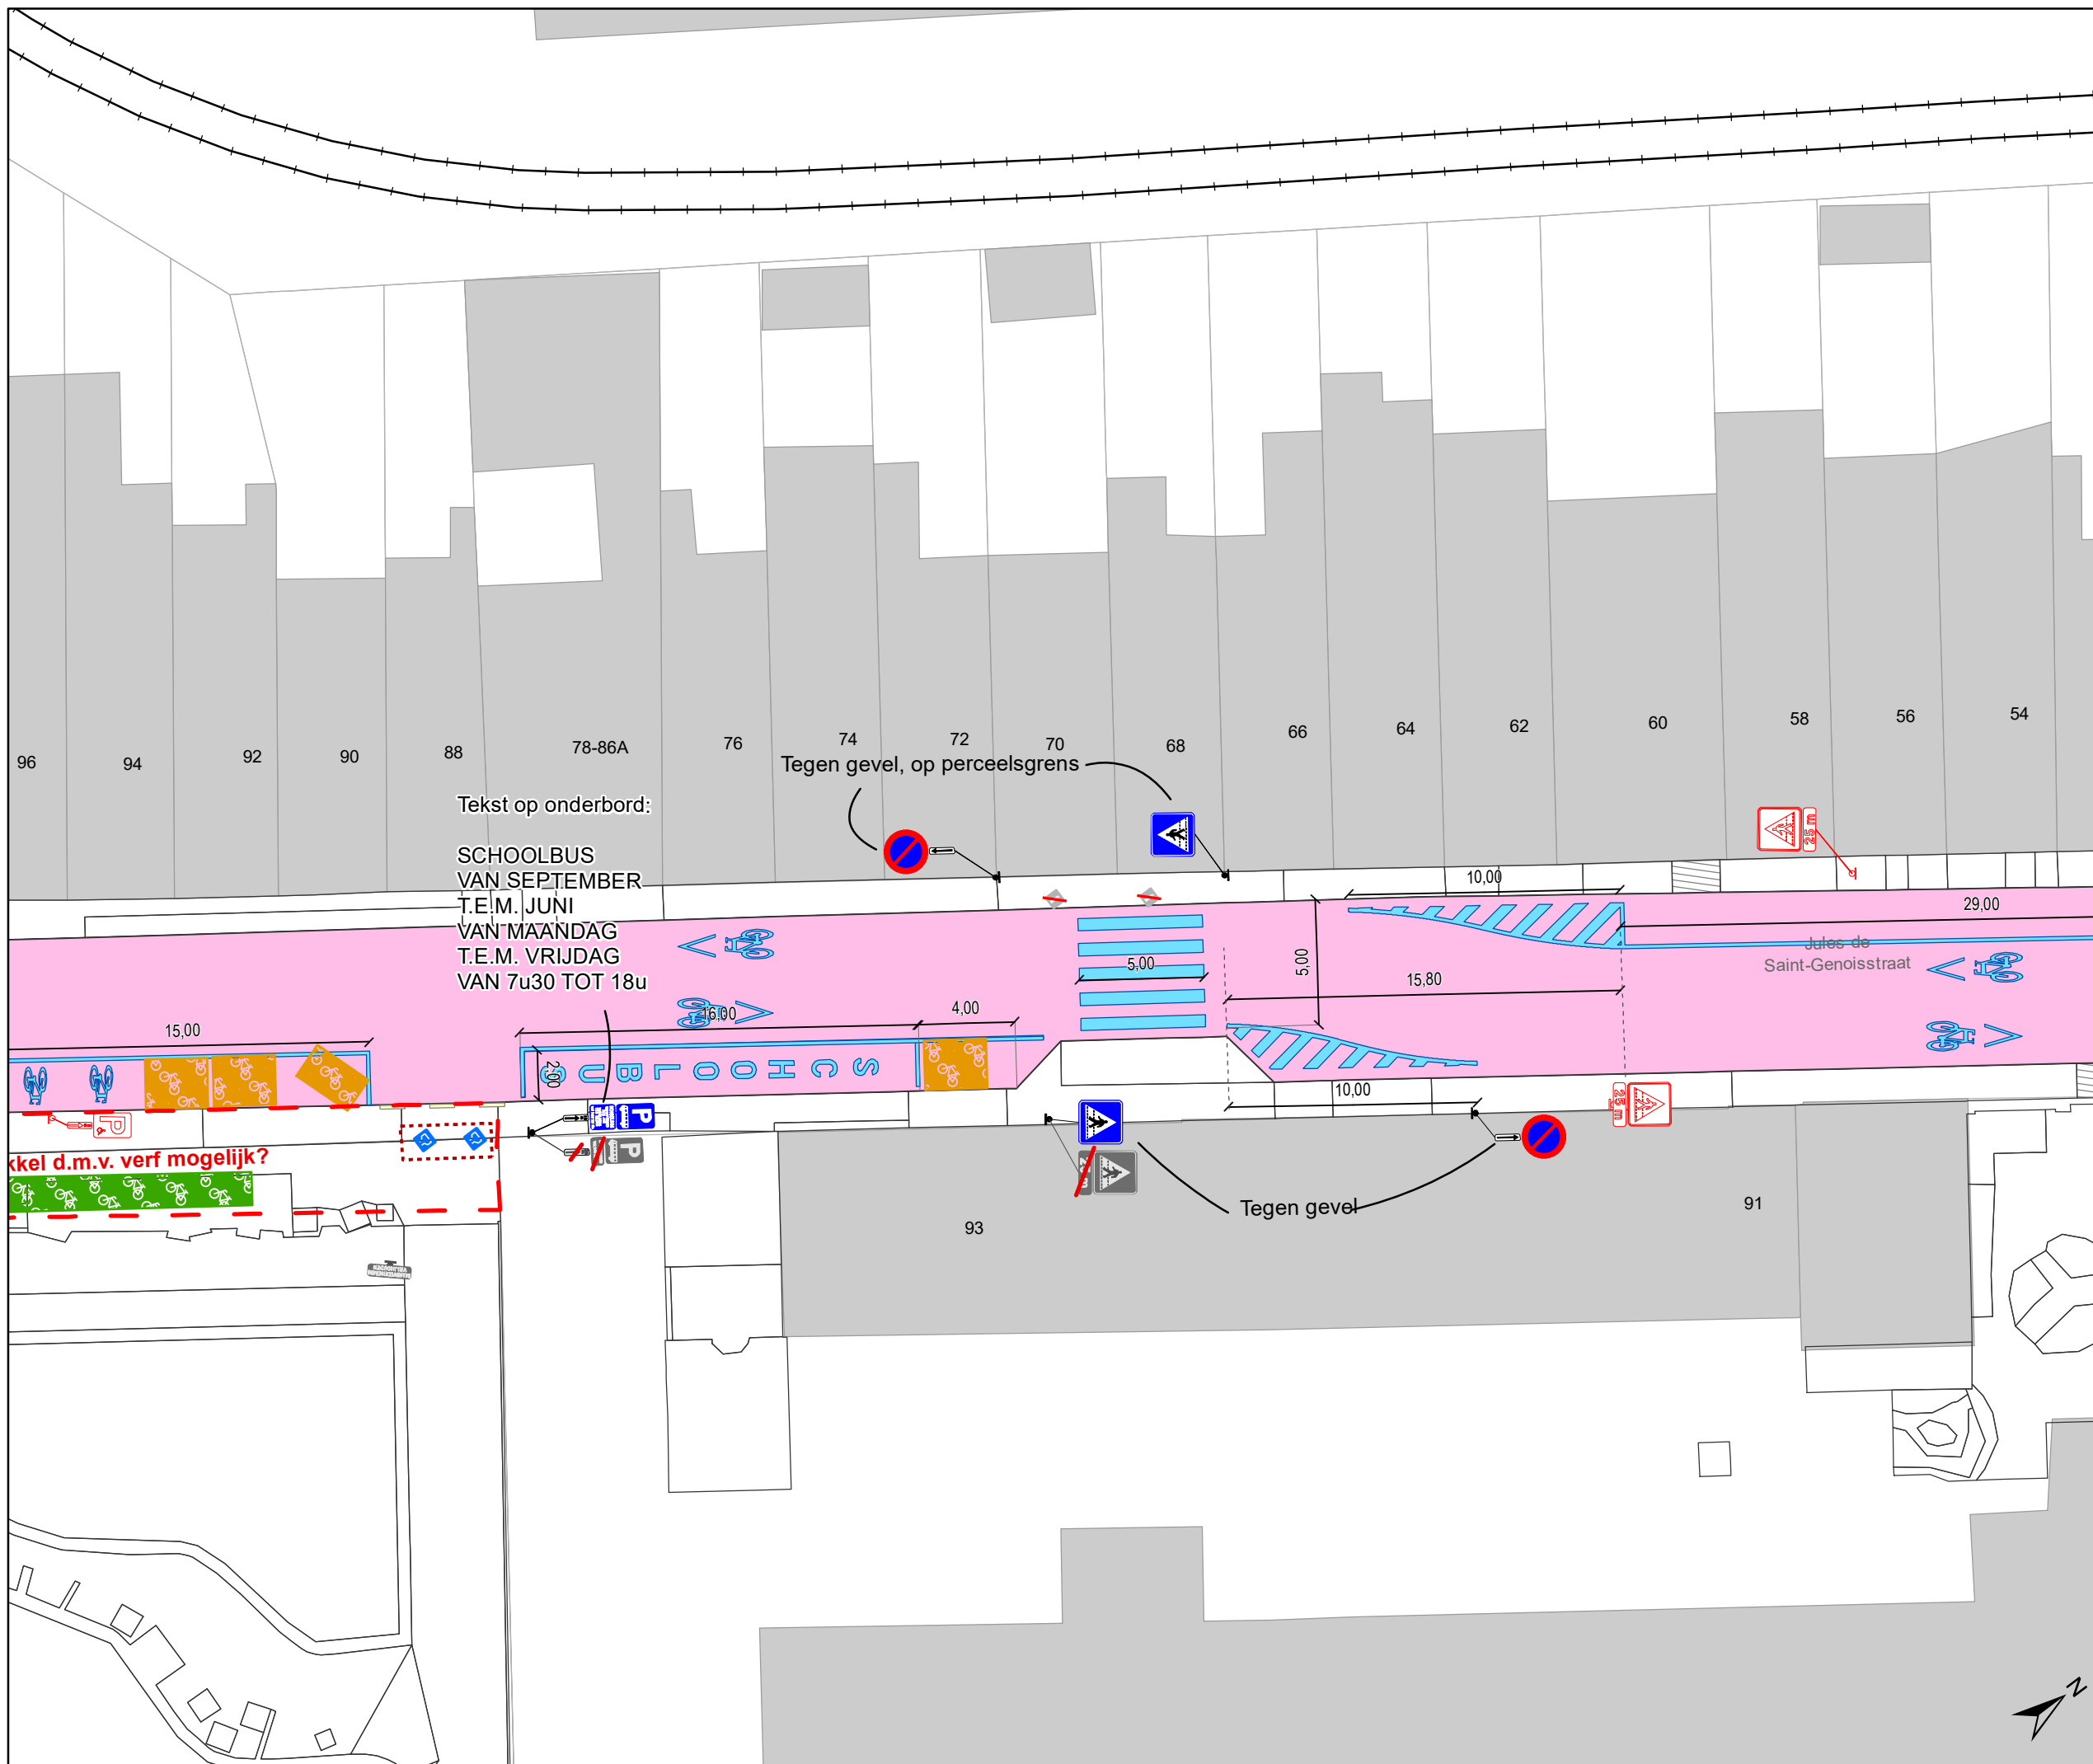 96
94
92
90
88
78-86A
76
74
72
70
68
66
64
62
60
58
56
54
Tegen gevel, op perceelsgrens
Tekst op onderbord:
SCHOOLBUS
VAN SEPTEMBER
T.E.M. JUNI
VAN MAANDAG
T.E.M. VRIJDAG
VAN 7u30 TOT 18u
25 m
10,00
29,00
Jules de
Saint-Genoisstraat
5,00
5,00
15,80
16,00
4,00
15,00
2,00
SCHOOLBUS
10,00
25 m
P
P
P
kkel d.m.v. verf mogelijk?
Tegen gevel
93
91
N